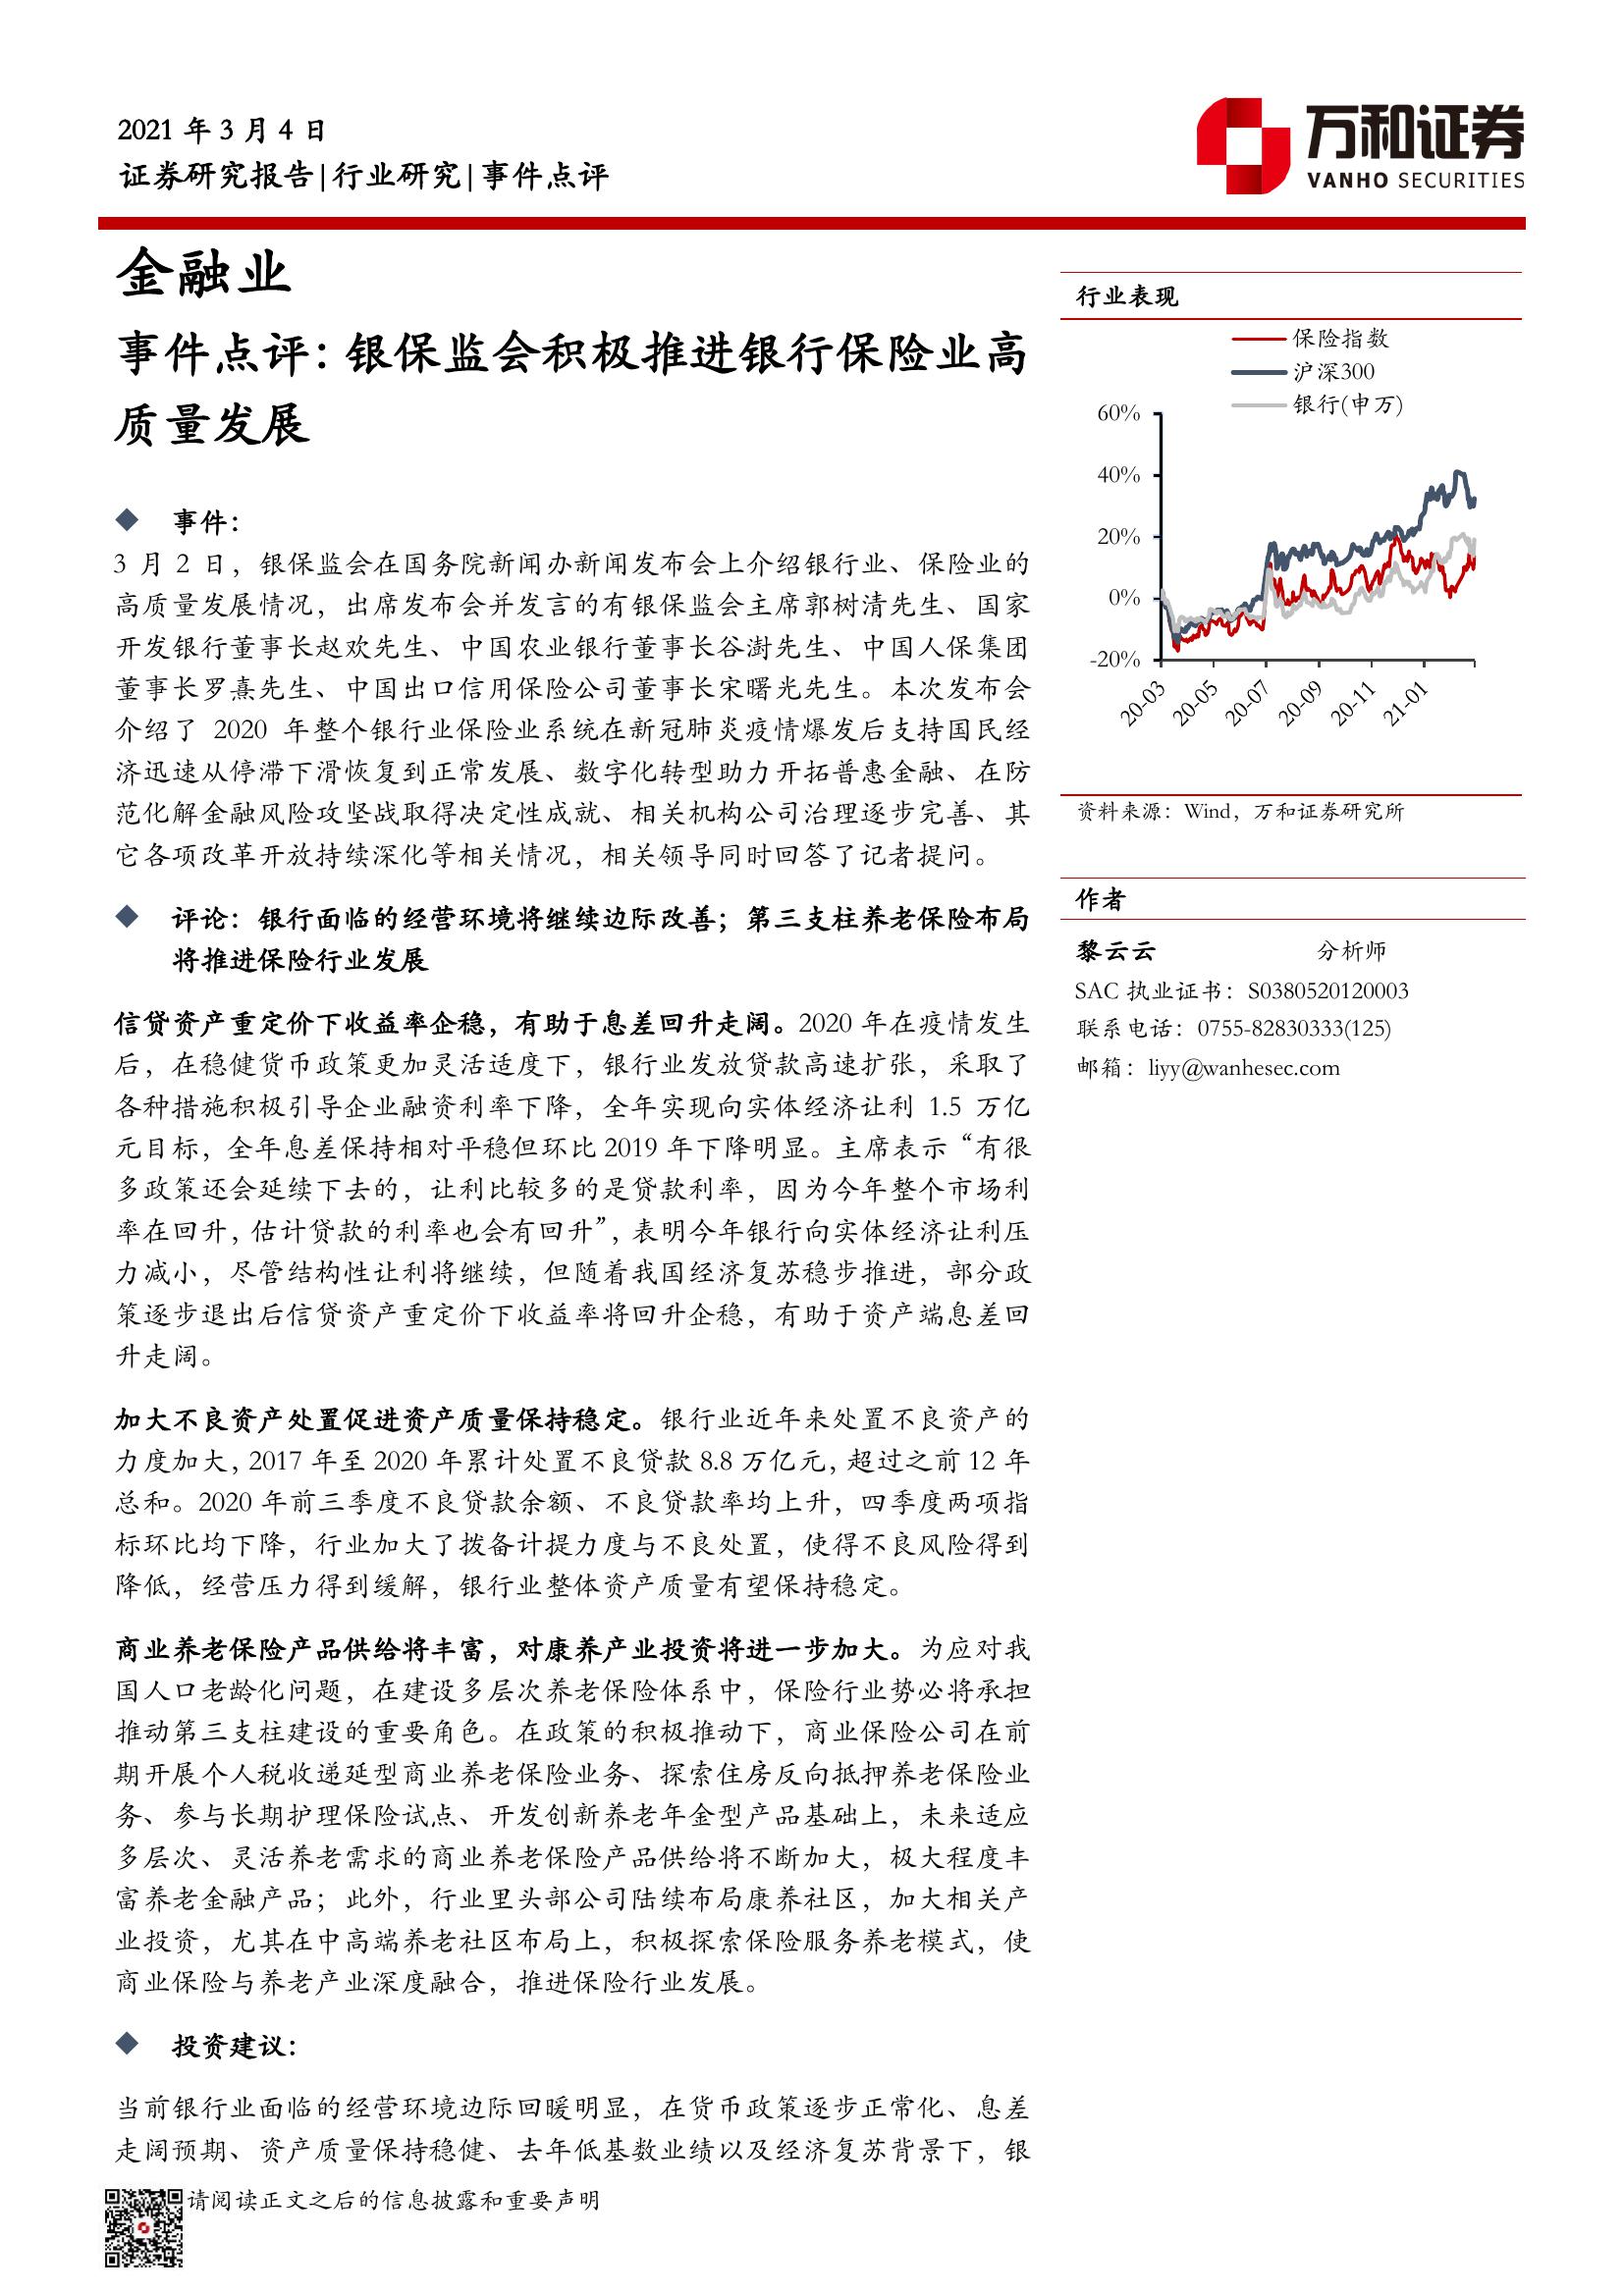 2021 年 3 月 4 日
证券研究报告|行业研究|事件点评
万和证券
VANHO SECURITIES
金融业
事件点评：银保监会积极推进银行保险业高
质量发展
◆ 事件：
3 月 2 日，银保监会在国务院新闻办新闻发布会上介绍银行业、保险业的
高质量发展情况，出席发布会并发言的有银保监会主席郭树清先生、国家
开发银行董事长赵欢先生、中国农业银行董事长谷澍先生、中国人保集团
董事长罗熹先生、中国出口信用保险公司董事长宋曙光先生。本次发布会
介绍了 2020 年整个银行业保险业系统在新冠肺炎疫情爆发后支持国民经
济迅速从停滞下滑恢复到正常发展、数字化转型助力开拓普惠金融、在防
范化解金融风险攻坚战取得决定性成就、相关机构公司治理逐步完善、其
它各项改革开放持续深化等相关情况，相关领导同时回答了记者提问。
◆ 评论：银行面临的经营环境将继续边际改善；第三支柱养老保险布局
将推进保险行业发展
信贷资产重定价下收益率企稳，有助于息差回升走阔。2020 年在疫情发生
后，在稳健货币政策更加灵活适度下，银行业发放贷款高速扩张，采取了
各种措施积极引导企业融资利率下降，全年实现向实体经济让利 1.5 万亿
元目标，全年息差保持相对平稳但环比 2019 年下降明显。主席表示“有很
多政策还会延续下去的，让利比较多的是贷款利率，因为今年整个市场利
率在回升，估计贷款的利率也会有回升”，表明今年银行向实体经济让利压
力减小，尽管结构性让利将继续，但随着我国经济复苏稳步推进，部分政
策逐步退出后信贷资产重定价下收益率将回升企稳，有助于资产端息差回
升走阔。
加大不良资产处置促进资产质量保持稳定。银行业近年来处置不良资产的
力度加大，2017 年至 2020 年累计处置不良贷款 8.8 万亿元，超过之前 12 年
总和。2020 年前三季度不良贷款余额、不良贷款率均上升，四季度两项指
标环比均下降，行业加大了拨备计提力度与不良处置，使得不良风险得到
降低，经营压力得到缓解，银行业整体资产质量有望保持稳定。
商业养老保险产品供给将丰富，对康养产业投资将进一步加大。为应对我
国人口老龄化问题，在建设多层次养老保险体系中，保险行业势必将承担
推动第三支柱建设的重要角色。在政策的积极推动下，商业保险公司在前
期开展个人税收递延型商业养老保险业务、探索住房反向抵押养老保险业
务、参与长期护理保险试点、开发创新养老年金型产品基础上，未来适应
多层次、灵活养老需求的商业养老保险产品供给将不断加大，极大程度丰
富养老金融产品；此外，行业里头部公司陆续布局康养社区，加大相关产
业投资，尤其在中高端养老社区布局上，积极探索保险服务养老模式，使
商业保险与养老产业深度融合，推进保险行业发展。
◆ 投资建议：
当前银行业面临的经营环境边际回暖明显，在货币政策逐步正常化、息差
走阔预期、资产质量保持稳健、去年低基数业绩以及经济复苏背景下，银
行业表现
保险指数
沪深300
银行(申万)
60%
40%
20%
0%
-20%
20-03 20-05 20-07 20-09 20-11 21-01
资料来源：Wind，万和证券研究所
作者
黎云云 分析师
SAC 执业证书：S0380520120003
联系电话：0755-82830333(125)
邮箱：liyy@wanhesec.com
请阅读正文之后的信息披露和重要声明